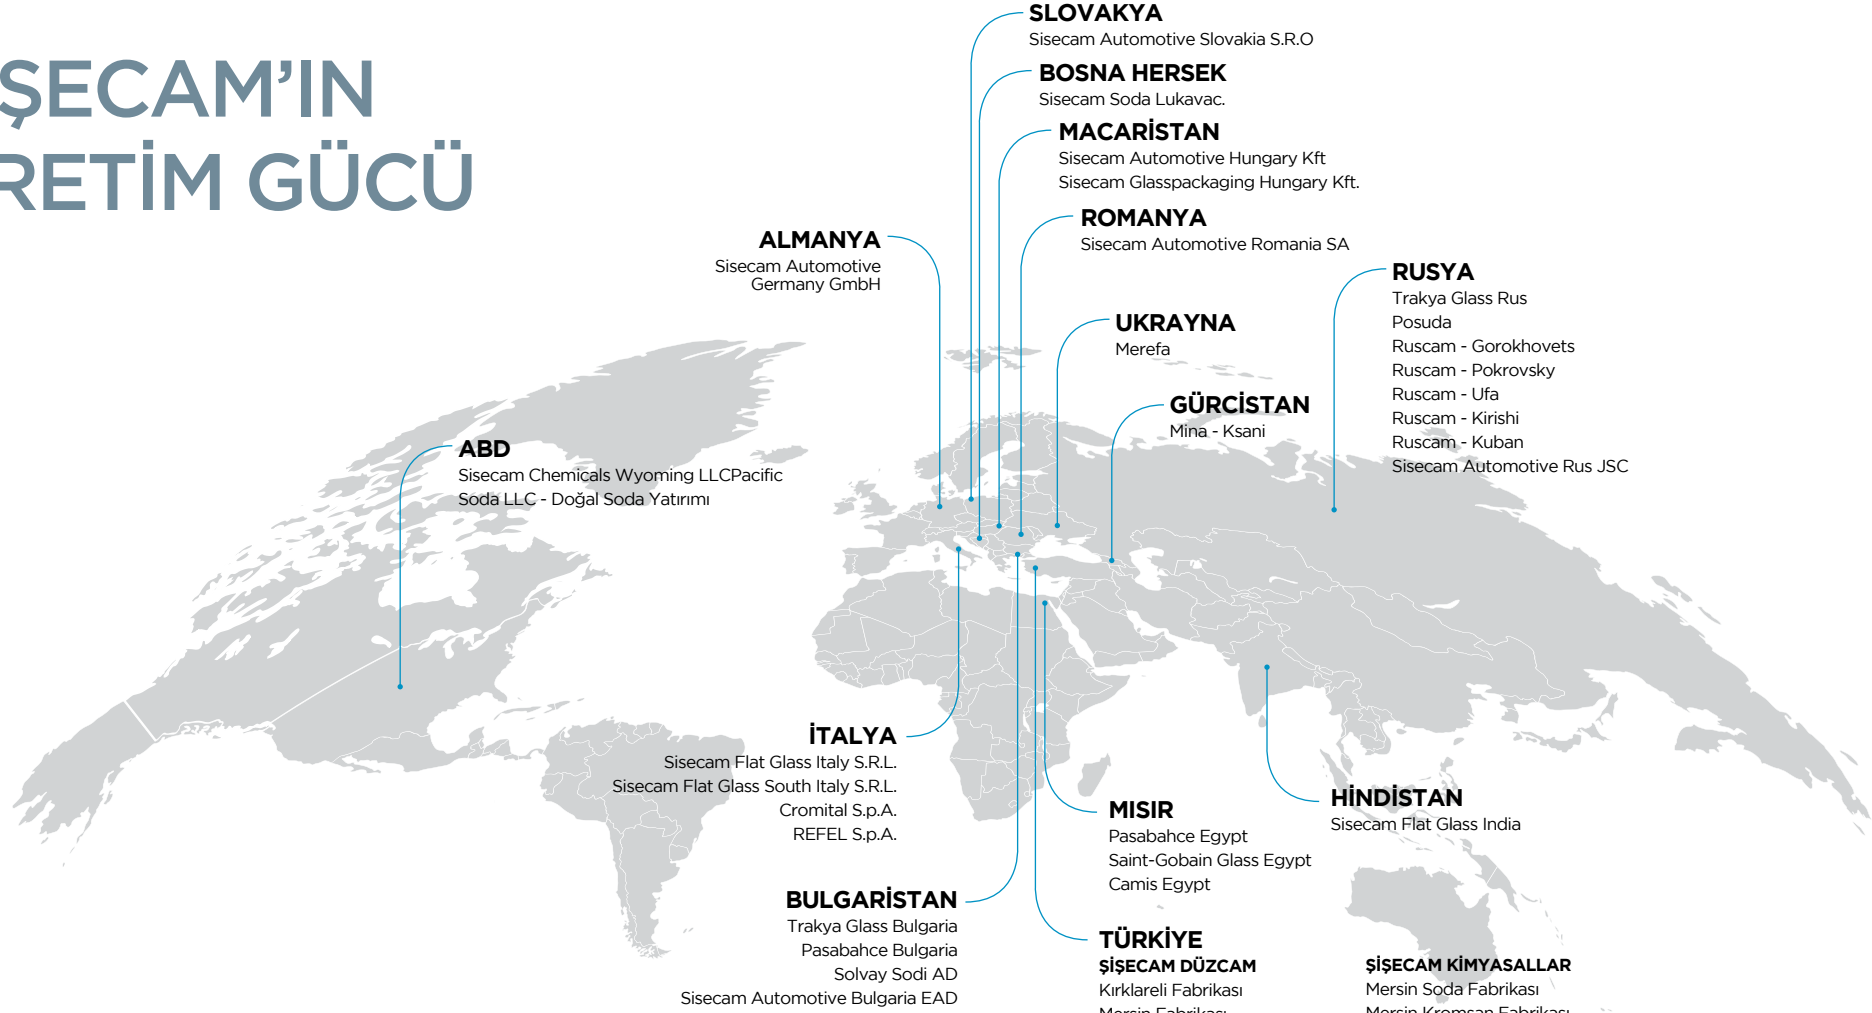 ŞECAM'IN
RETİM GÜCÜ
SLOVAKYA
Sisecam Automotive Slovakia S.R.O
BOSNA HERSEK
Sisecam Soda Lukavac.
MACARİSTAN
Sisecam Automotive Hungary Kft
Sisecam Glasspackaging Hungary Kft.
ROMANYA
Sisecam Automotive Romania SA
ALMANYA
Sisecam Automotive
Germany GmbH
RUSYA
Trakya Glass Rus
Posuda
Ruscam - Gorokhovets
Ruscam - Pokrovsky
Ruscam - Ufa
Ruscam - Kirishi
Ruscam - Kuban
Sisecam Automotive Rus JSC
UKRAYNA
Merefa
GÜRCİSTAN
Mina - Ksani
ABD
Sisecam Chemicals Wyoming LLCPacific
Soda LLC - Doğal Soda Yatırımı
İTALYA
Sisecam Flat Glass Italy S.R.L.
Sisecam Flat Glass South Italy S.R.L.
Cromital S.p.A.
REFEL S.p.A.
MISIR
Pasabahce Egypt
Saint-Gobain Glass Egypt
Camis Egypt
HİNDİSTAN
Sisecam Flat Glass India
BULGARİSTAN
Trakya Glass Bulgaria
Pasabahce Bulgaria
Solvay Sodi AD
Sisecam Automotive Bulgaria EAD
TÜRKİYE
ŞİŞECAM DÜZCAM
Kırklareli Fabrikası
Mersin Fabrikası
ŞİŞECAM KİMYASALLAR
Mersin Soda Fabrikası
Mersin Kromsan Fabrikası